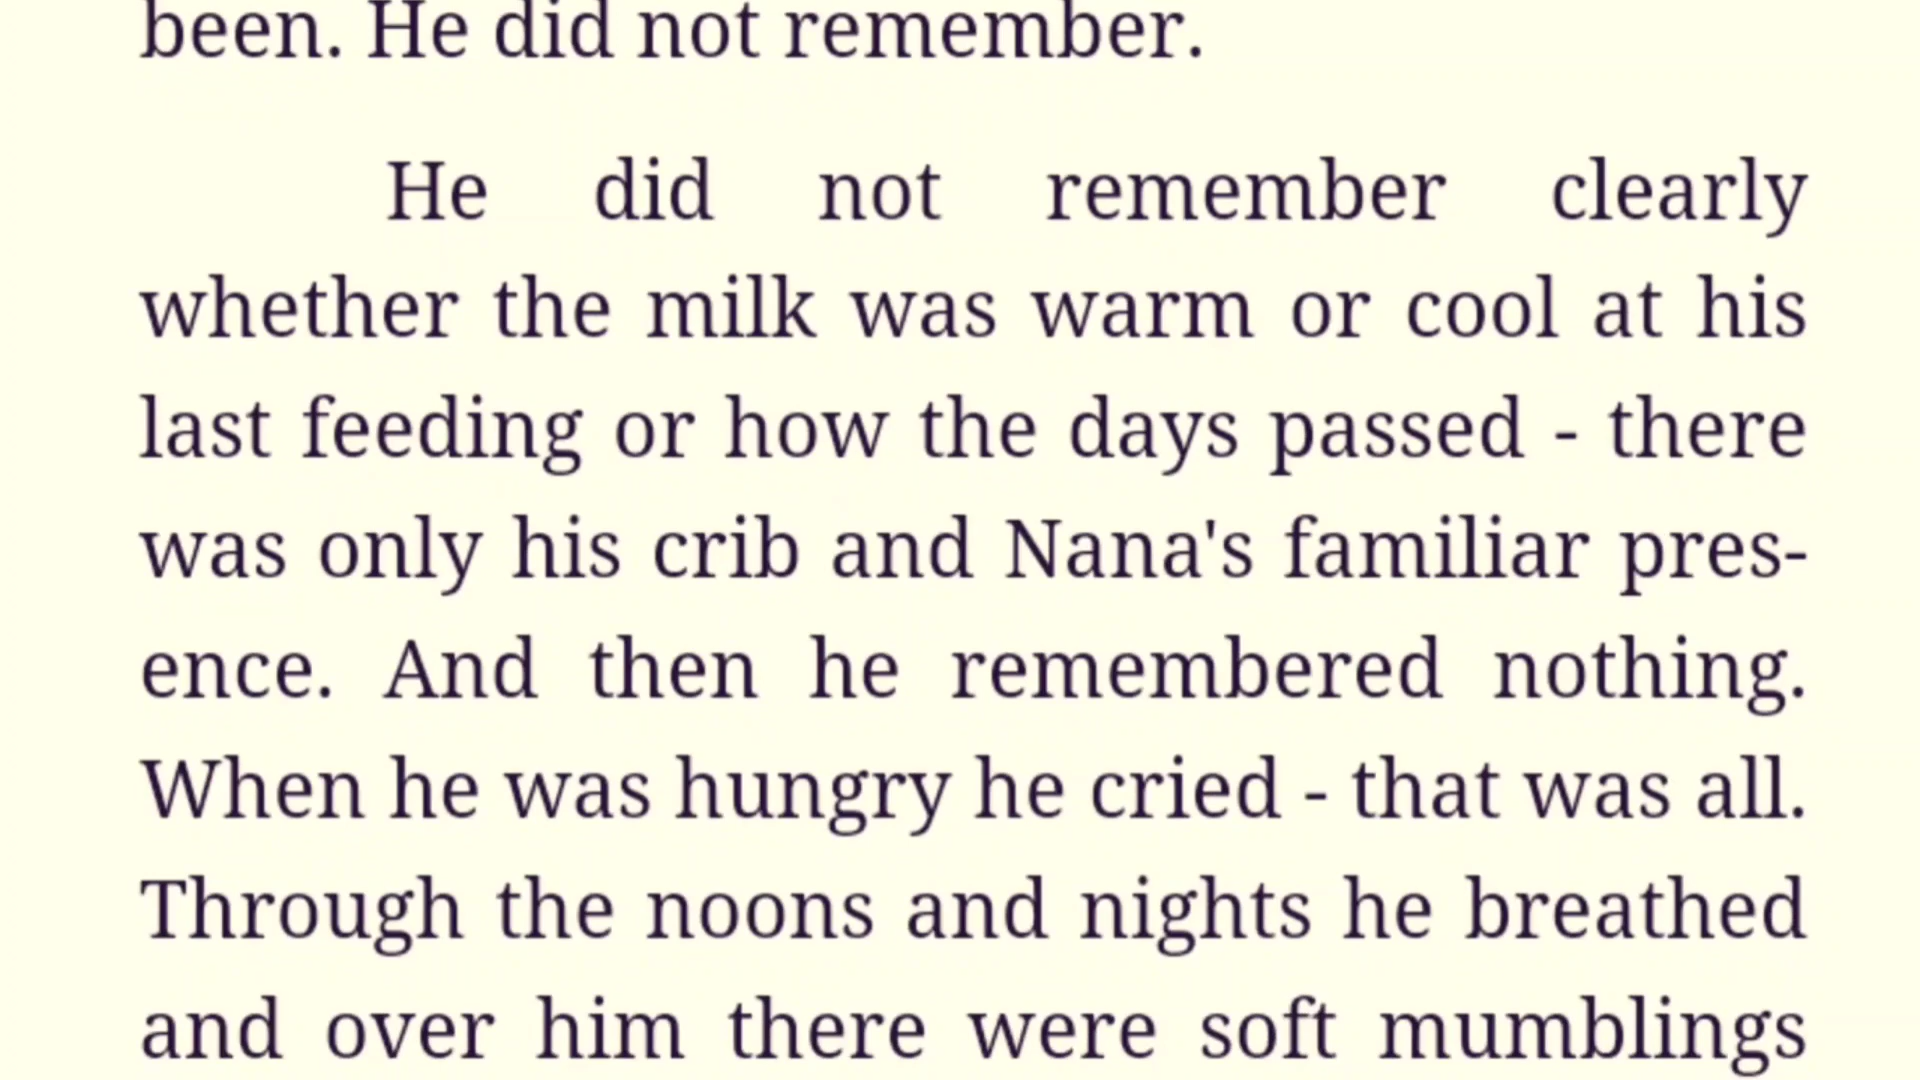 been. He did not remember.
He did not remember clearly
whether the milk was warm or cool at his
last feeding or how the days passed - there
was only his crib and Nana's familiar pres-
ence. And then he remembered nothing.
When he was hungry he cried - that was all.
Through the noons and nights he breathed
and over him there were soft mumblings